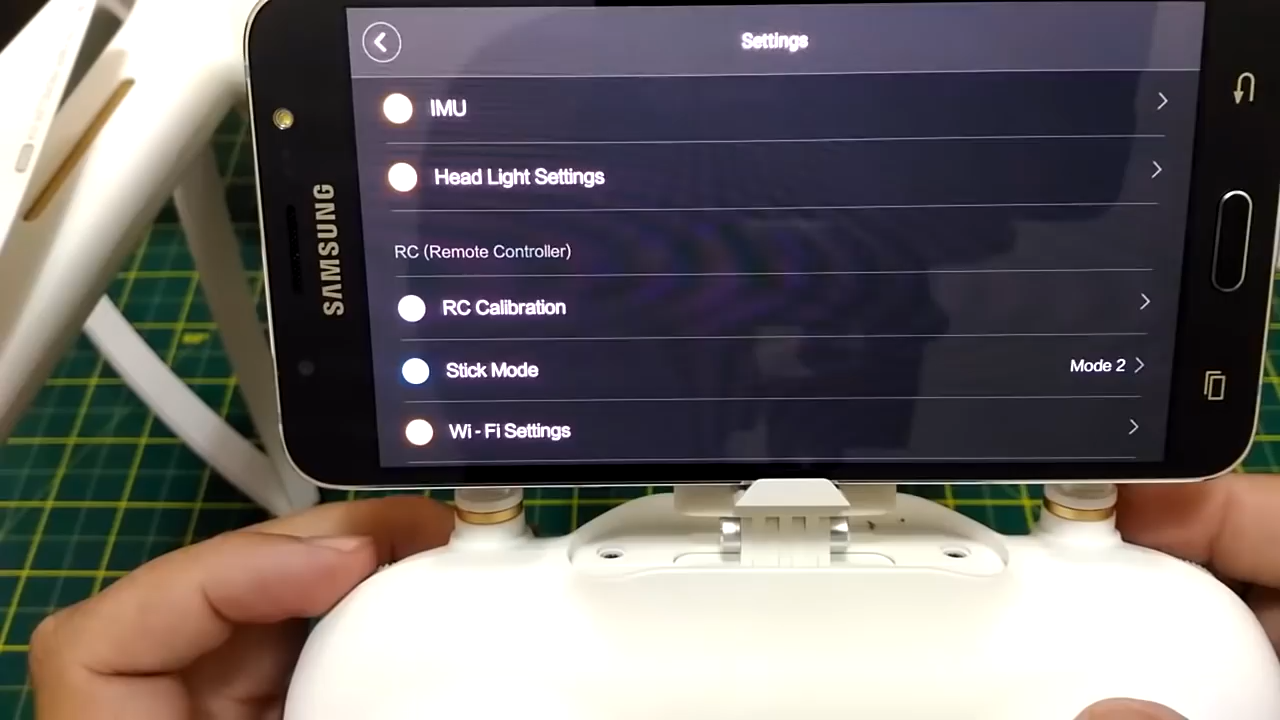 Settings
IMU
Head Light Settings
RC (Remote Controller)
RC Calibration
Stick Mode
Mode 2
Wi - Fi Settings
SAMSUNG